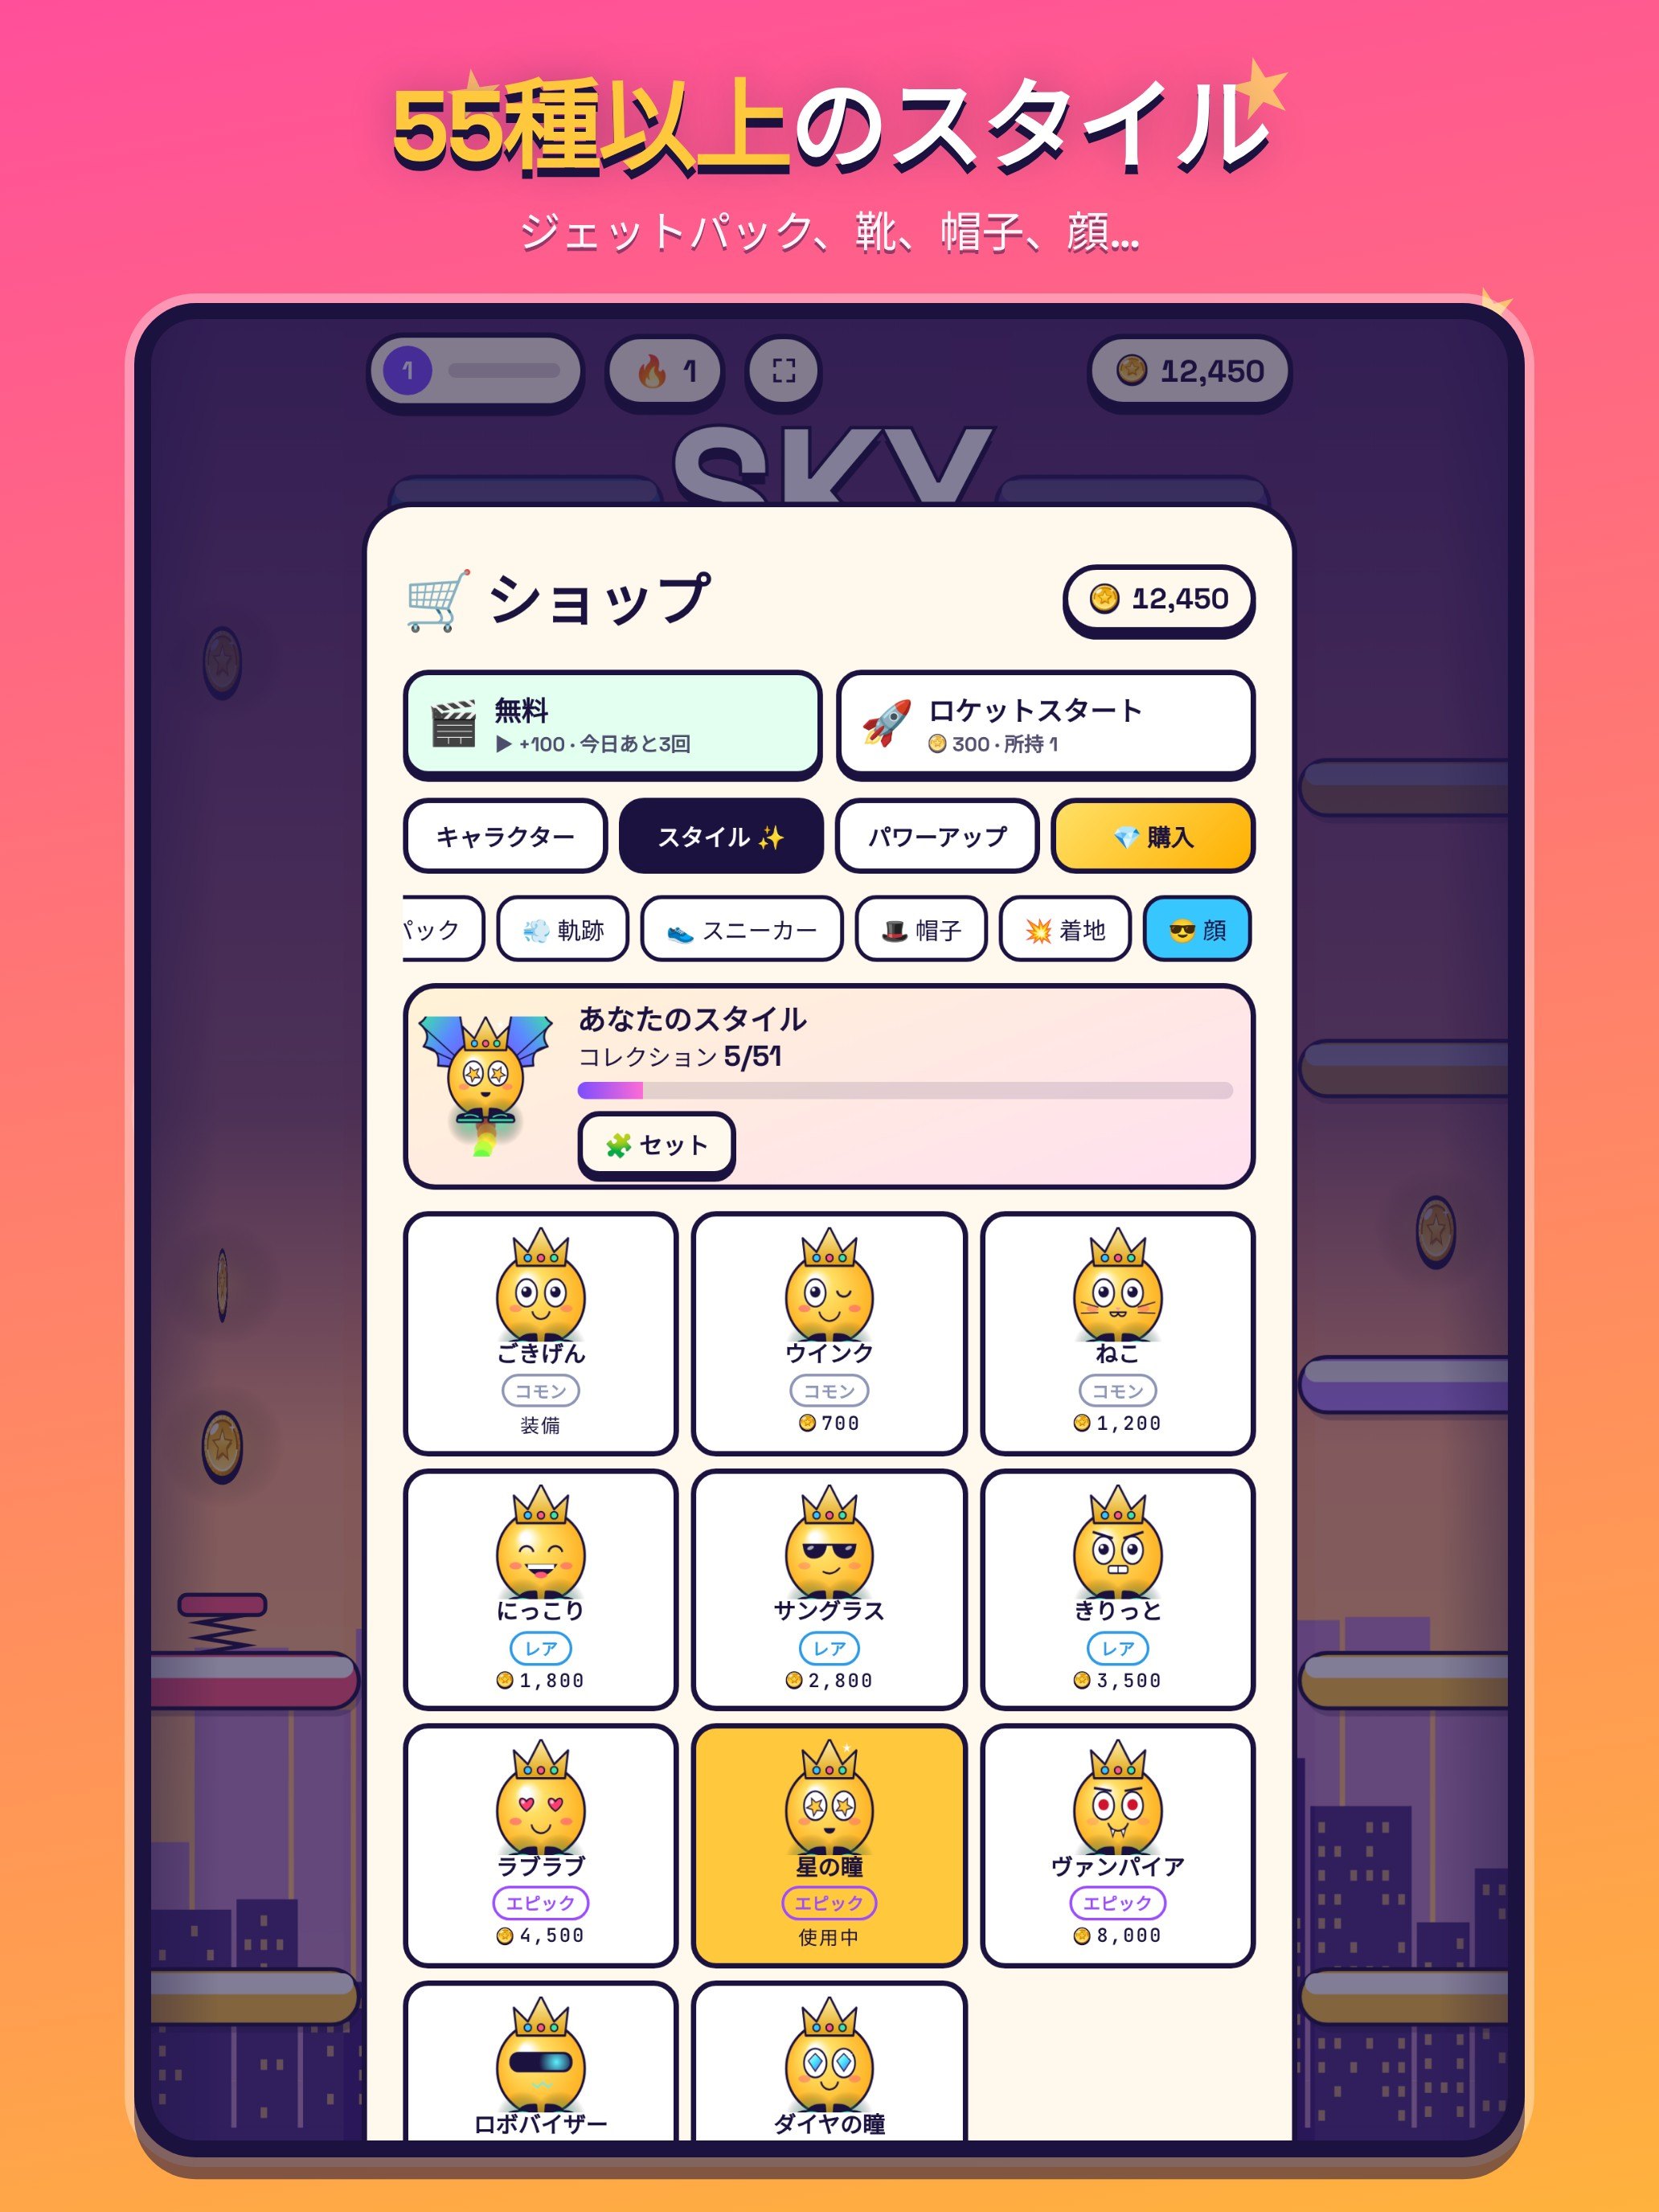 55種以上のスタイル
ジェットパック、靴、帽子、顔…
1
🔥 1
12,450
SKY
🛒 ショップ
12,450
無料
▶ +100 · 今日あと3回
ロケットスタート
300 · 所持 1
キャラクター
スタイル ✨
パワーアップ
💎 購入
パック
💨 軌跡
👟 スニーカー
🎩 帽子
💥 着地
😎 顔
あなたのスタイル
コレクション 5/51
🧩 セット
ごきげん
コモン
装備
ウインク
コモン
700
ねこ
コモン
1,200
にっこり
レア
1,800
サングラス
レア
2,800
きりっと
レア
3,500
ラブラブ
エピック
4,500
星の瞳
エピック
使用中
ヴァンパイア
エピック
8,000
ロボバイザー
ダイヤの瞳